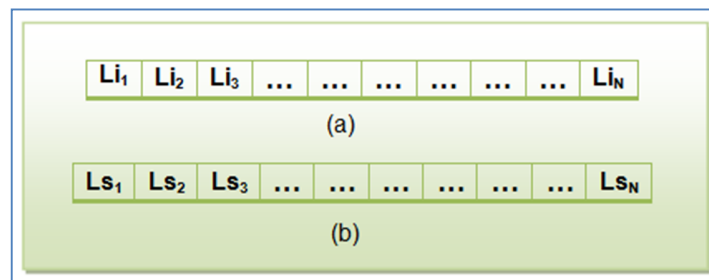 Li₁ Li₂ Li₃ ... ... ... ... ... ... Liₙ
(a)
Ls₁ Ls₂ Ls₃ ... ... ... ... ... ... Lsₙ
(b)